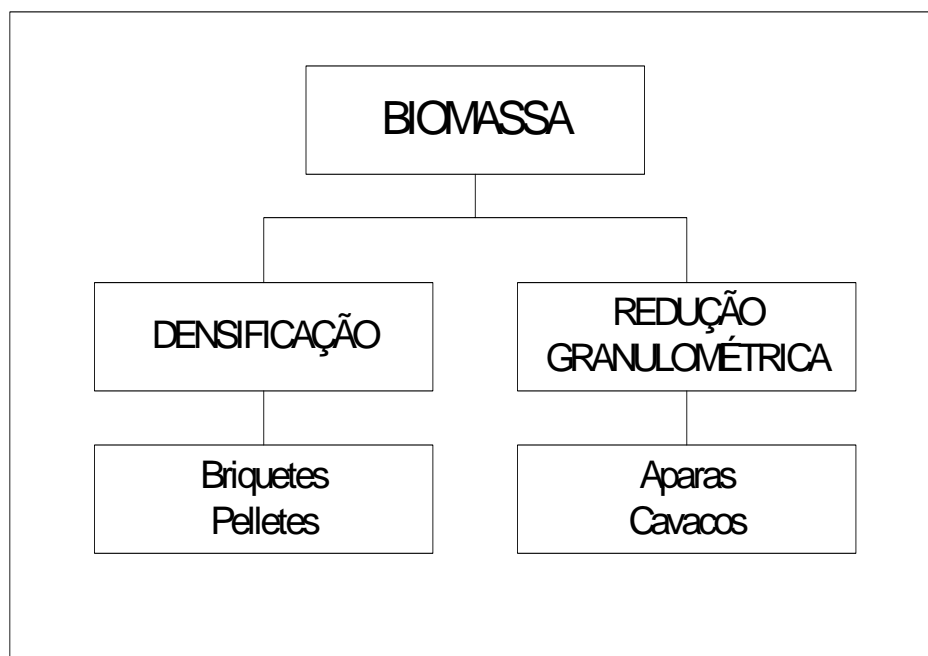 BIOMASSA
DENSIFICAÇÃO
REDUÇÃO
GRANULOMÉTRICA
Briquetes
Pelletes
Aparas
Cavacos